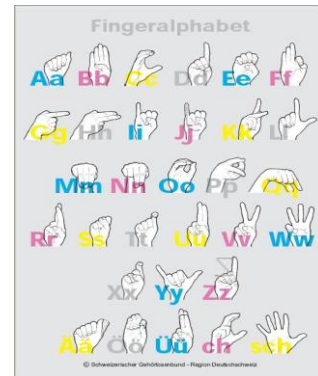 Fingeralphabet
Aa Bb Cc Dd Ee Ff
Gg Hh Ii Jj Kk Ll
Mm Nn Oo Pp Qq
Rr Ss Tt Uu Vv Ww
Xx Yy Zz
Ää Öö Üü ch sch
© Schweizerischer Gehörlosenbund - Region Deutschschweiz